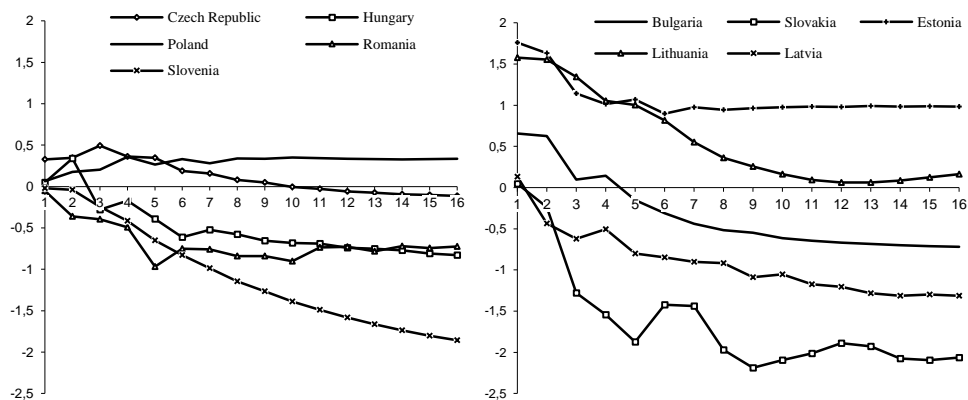 Czech Republic Hungary
Poland Romania
Slovenia
2
1,5
1
0,5
0
-0,5
-1
-1,5
-2
-2,5
1 2 3 4 5 6 7 8 9 10 11 12 13 14 15 16
Bulgaria Slovakia Estonia
Lithuania Latvia
2
1,5
1
0,5
0
-0,5
-1
-1,5
-2
-2,5
1 2 3 4 5 6 7 8 9 10 11 12 13 14 15 16